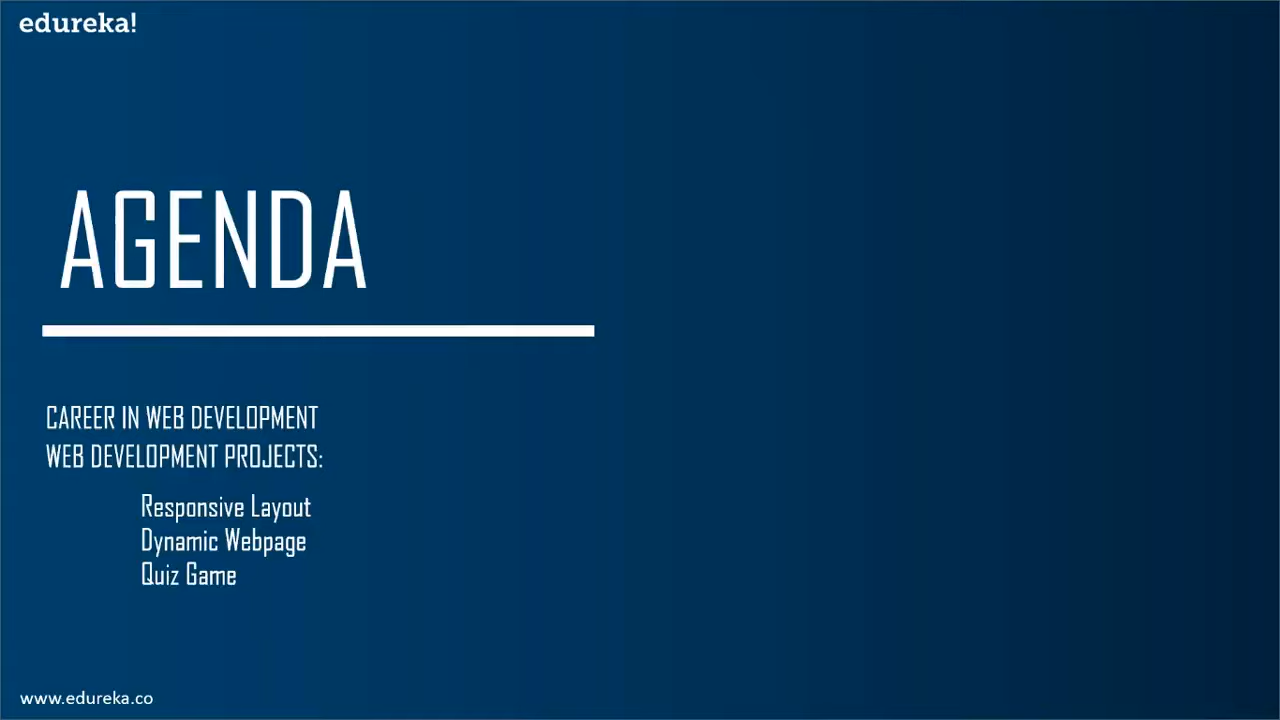 edureka!
AGENDA
CAREER IN WEB DEVELOPMENT
WEB DEVELOPMENT PROJECTS:
Responsive Layout
Dynamic Webpage
Quiz Game
www.edureka.co